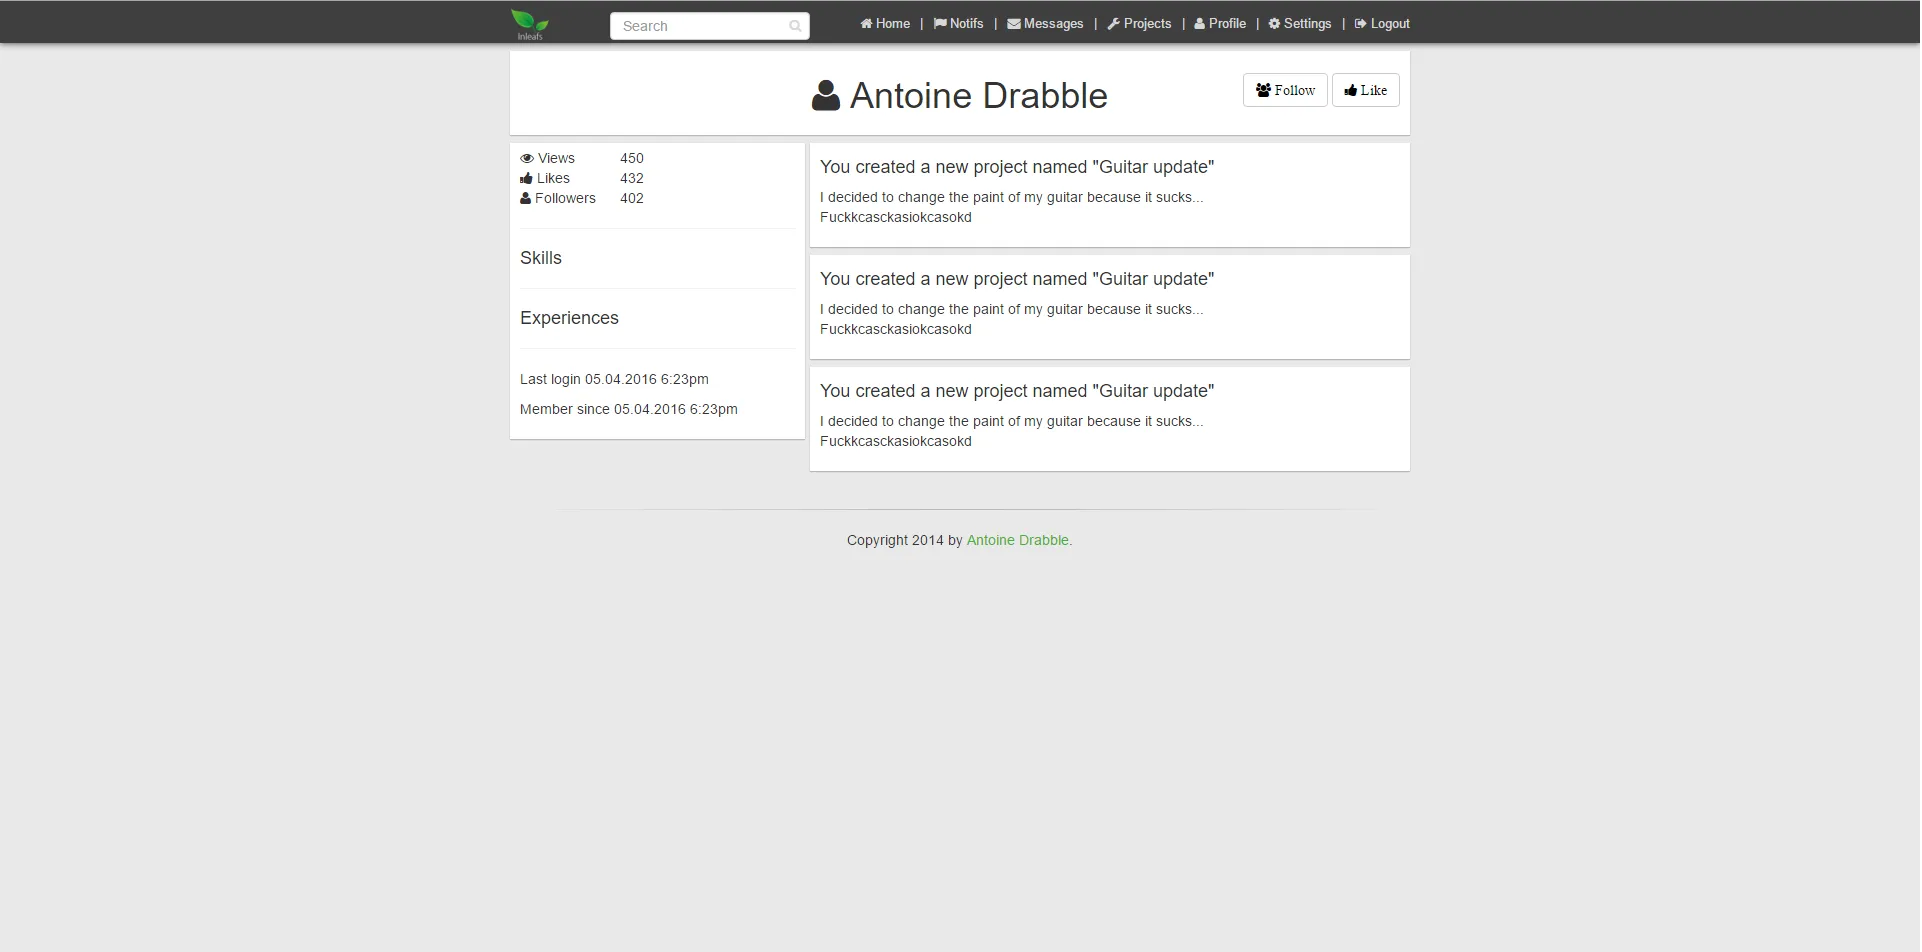 Inleafs
Search
Home | Notifs | Messages | Projects | Profile | Settings | Logout
Antoine Drabble
Follow
Like
Views 450
Likes 432
Followers 402
Skills
Experiences
Last login 05.04.2016 6:23pm
Member since 05.04.2016 6:23pm
You created a new project named "Guitar update"
I decided to change the paint of my guitar because it sucks...
Fuckkcasckasiokcasokd
You created a new project named "Guitar update"
I decided to change the paint of my guitar because it sucks...
Fuckkcasckasiokcasokd
You created a new project named "Guitar update"
I decided to change the paint of my guitar because it sucks...
Fuckkcasckasiokcasokd
Copyright 2014 by Antoine Drabble.